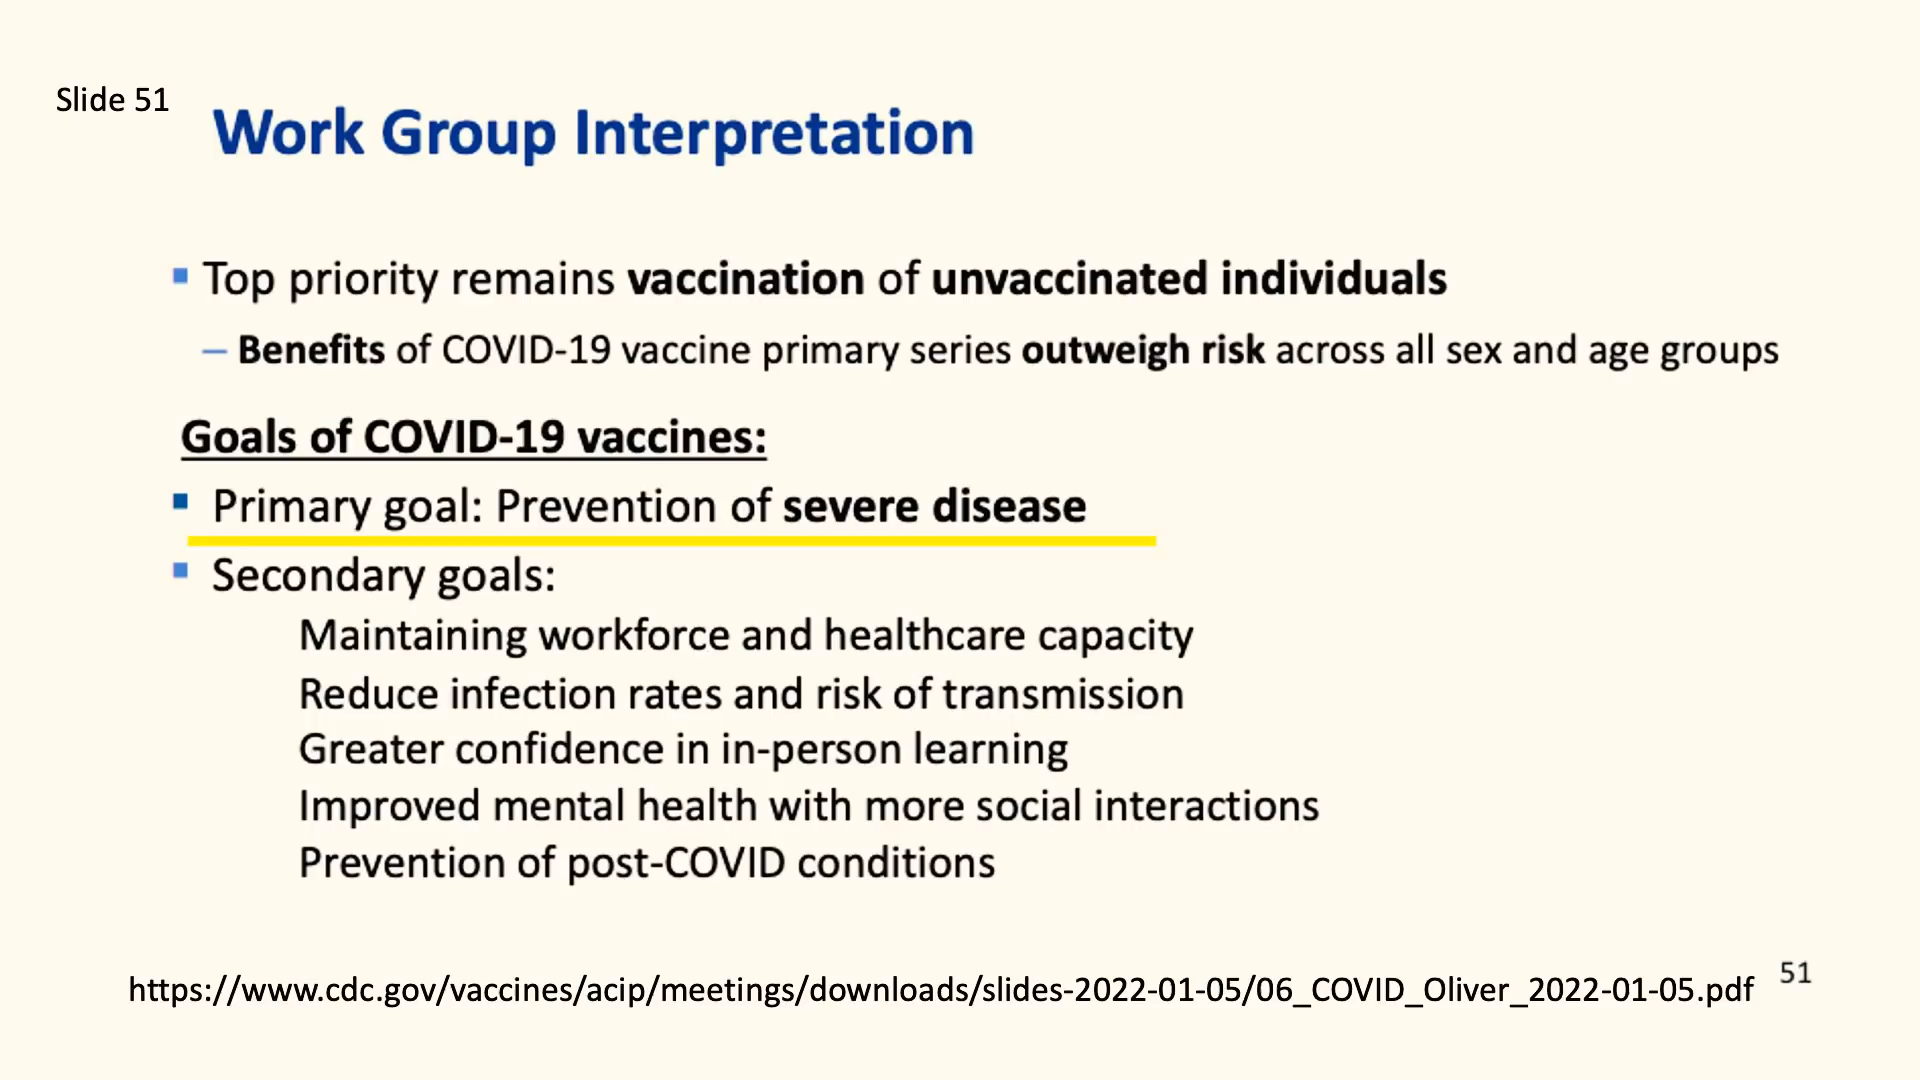 Slide 51
Work Group Interpretation
▪ Top priority remains vaccination of unvaccinated individuals
– Benefits of COVID-19 vaccine primary series outweigh risk across all sex and age groups
Goals of COVID-19 vaccines:
▪ Primary goal: Prevention of severe disease
▪ Secondary goals:
Maintaining workforce and healthcare capacity
Reduce infection rates and risk of transmission
Greater confidence in in-person learning
Improved mental health with more social interactions
Prevention of post-COVID conditions
https://www.cdc.gov/vaccines/acip/meetings/downloads/slides-2022-01-05/06_COVID_Oliver_2022-01-05.pdf
51